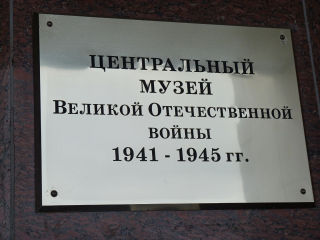 ЦЕНТРАЛЬНЫЙ
МУЗЕЙ
ВЕЛИКОЙ ОТЕЧЕСТВЕННОЙ
ВОЙНЫ
1941 - 1945 ГГ.